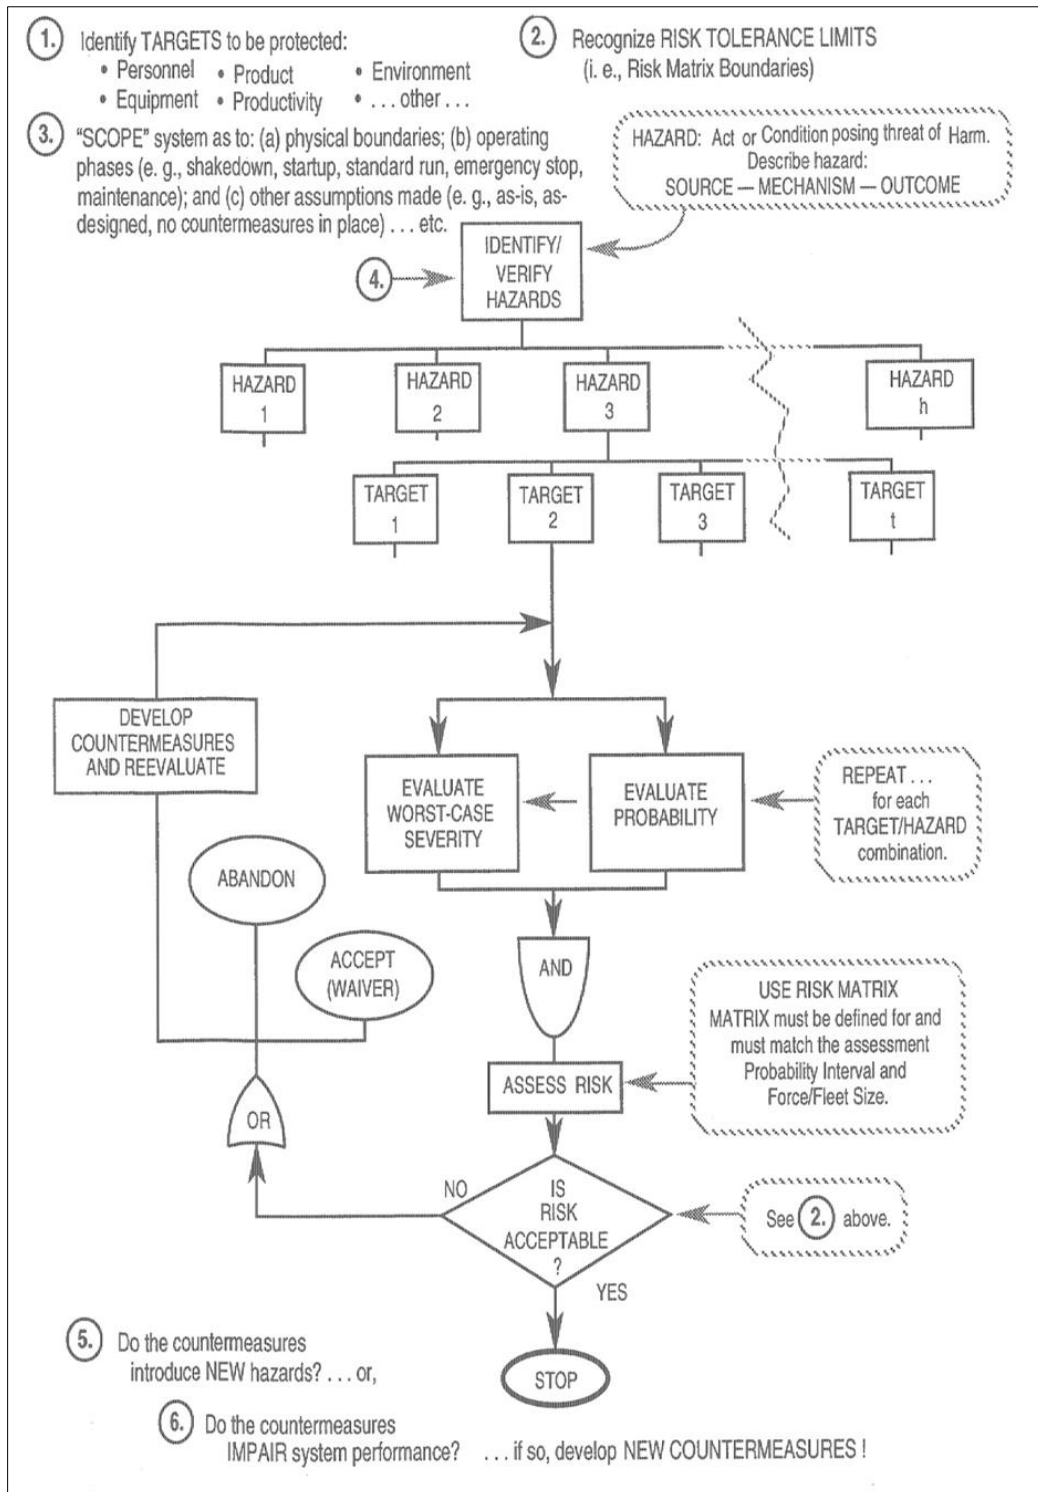 1. Identify TARGETS to be protected:
• Personnel • Product • Environment
• Equipment • Productivity • . . . other . . .
2. Recognize RISK TOLERANCE LIMITS
(i. e., Risk Matrix Boundaries)
3. “SCOPE” system as to: (a) physical boundaries; (b) operating
phases (e. g., shakedown, startup, standard run, emergency stop,
maintenance); and (c) other assumptions made (e. g., as-is, as-
designed, no countermeasures in place) . . . etc.
HAZARD: Act or Condition posing threat of Harm.
Describe hazard:
SOURCE — MECHANISM — OUTCOME
4.
IDENTIFY/
VERIFY
HAZARDS
HAZARD
1
HAZARD
2
HAZARD
3
HAZARD
h
TARGET
1
TARGET
2
TARGET
3
TARGET
t
DEVELOP
COUNTERMEASURES
AND REEVALUATE
EVALUATE
WORST-CASE
SEVERITY
EVALUATE
PROBABILITY
REPEAT . . .
for each
TARGET/HAZARD
combination.
ABANDON
ACCEPT
(WAIVER)
AND
USE RISK MATRIX
MATRIX must be defined for and
must match the assessment
Probability Interval and
Force/Fleet Size.
ASSESS RISK
OR
NO
IS
RISK
ACCEPTABLE
?
YES
See 2. above.
STOP
5. Do the countermeasures
introduce NEW hazards? . . . or,
6. Do the countermeasures
IMPAIR system performance? . . . if so, develop NEW COUNTERMEASURES !